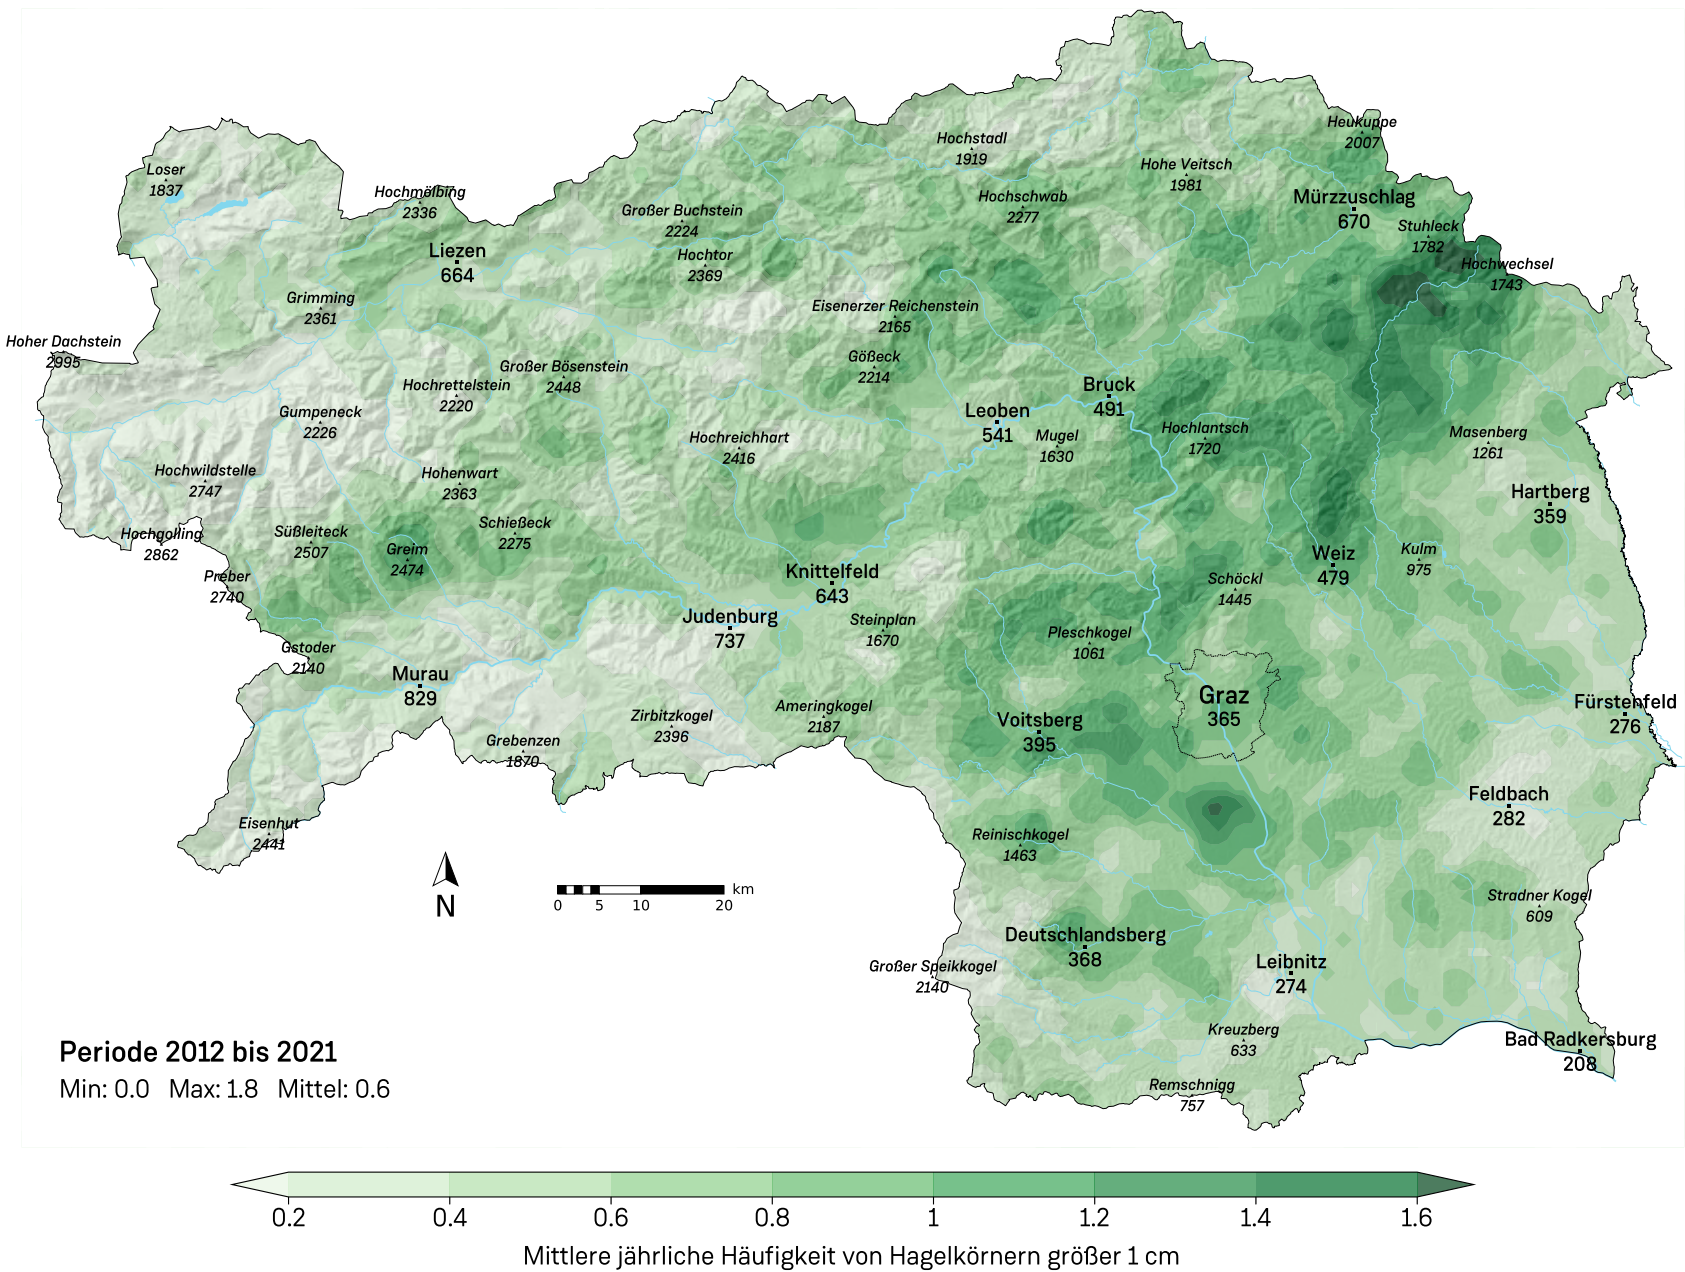 Heukuppe
2007
Hochstadl
1919
Hohe Veitsch
1981
Loser
1837
Hochmölbing
2336
Hochschwab
2277
Mürzzuschlag
670
Großer Buchstein
2224
Stuhleck
1782
Liezen
664
Hochtor
2369
Hochwechsel
1743
Grimming
2361
Eisenerzer Reichenstein
2165
Hoher Dachstein
2995
Gößeck
2214
Großer Bösenstein
2448
Hochrettelstein
2220
Bruck
491
Gumpeneck
2226
Leoben
541
Hochreichhart
2416
Mugel
1630
Hochlantsch
1720
Masenberg
1261
Hochwildstelle
2747
Hohenwart
2363
Hartberg
359
Hochgolling
2862
Süßleiteck
2507
Schießeck
2275
Greim
2474
Weiz
479
Kulm
975
Preber
2740
Knittelfeld
643
Schöckl
1445
Judenburg
737
Steinplan
1670
Pleschkogel
1061
Gstoder
2140
Murau
829
Graz
365
Fürstenfeld
276
Zirbitzkogel
2396
Ameringkogel
2187
Voitsberg
395
Grebenzen
1870
Feldbach
282
Eisenhut
2441
Reinischkogel
1463
N
km
0 5 10 20
Stradner Kogel
609
Deutschlandsberg
368
Großer Speikkogel
2140
Leibnitz
274
Kreuzberg
633
Bad Radkersburg
208
Remschnigg
757
Periode 2012 bis 2021
Min: 0.0 Max: 1.8 Mittel: 0.6
0.2 0.4 0.6 0.8 1 1.2 1.4 1.6
Mittlere jährliche Häufigkeit von Hagelkörnern größer 1 cm